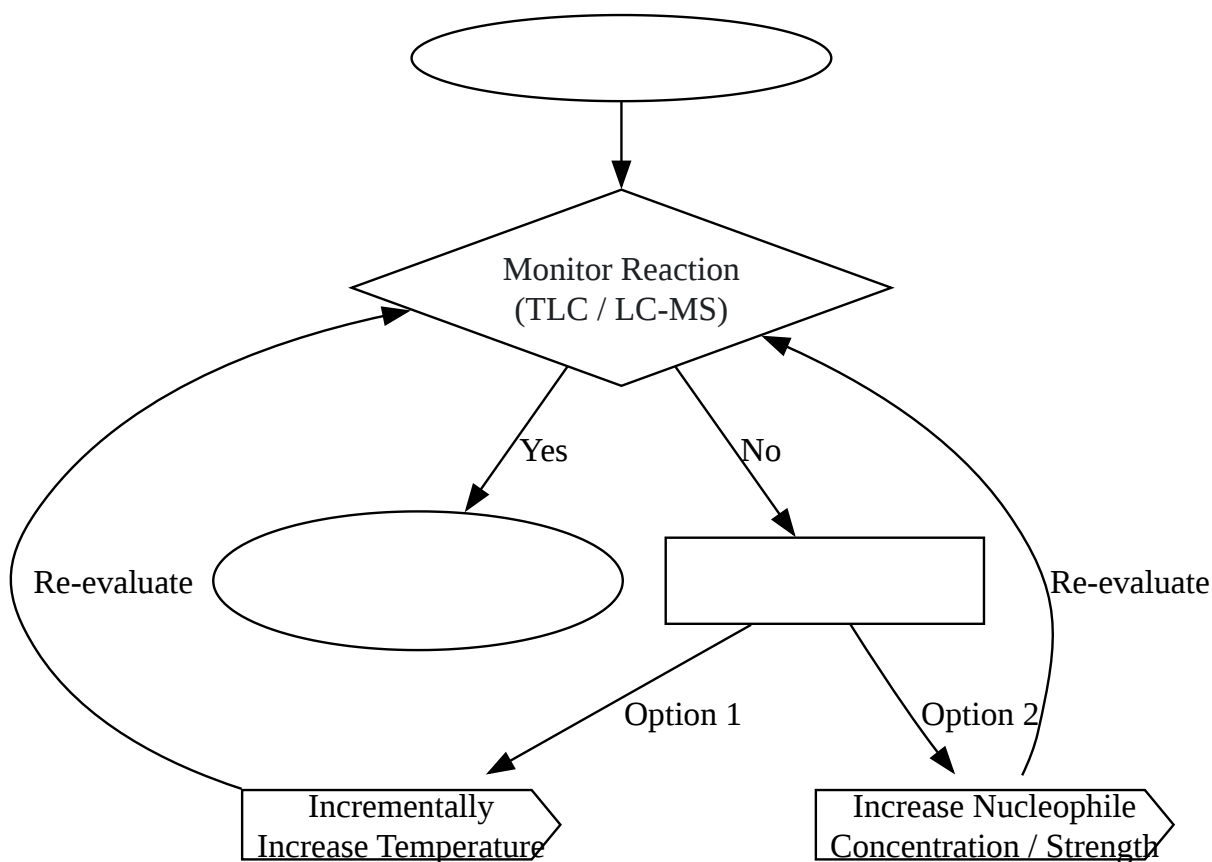 Monitor Reaction
(TLC / LC-MS)
Yes
No
Re-evaluate
Re-evaluate
Option 1
Option 2
Incrementally
Increase Temperature
Increase Nucleophile
Concentration / Strength